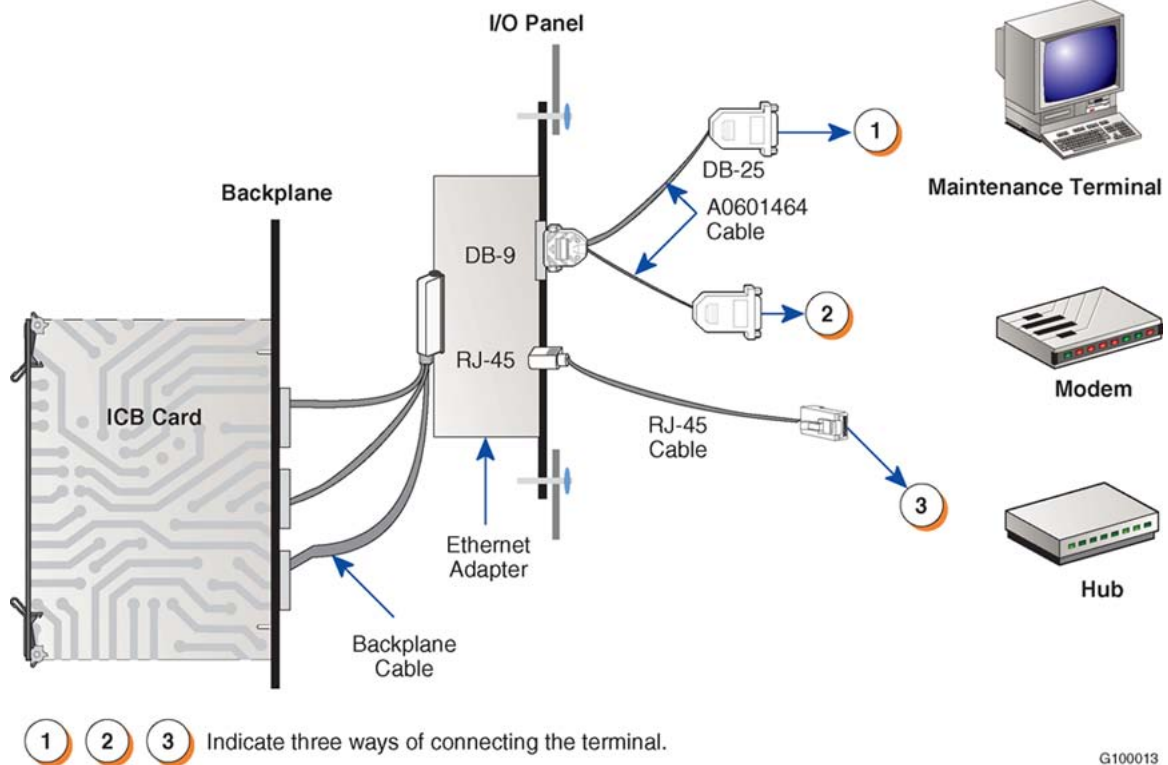 I/O Panel
1
DB-25
Maintenance Terminal
A0601464
Cable
Backplane
DB-9
2
RJ-45
ICB Card
Modem
RJ-45
Cable
3
Ethernet
Adapter
Hub
Backplane
Cable
1 2 3 Indicate three ways of connecting the terminal.
G100013